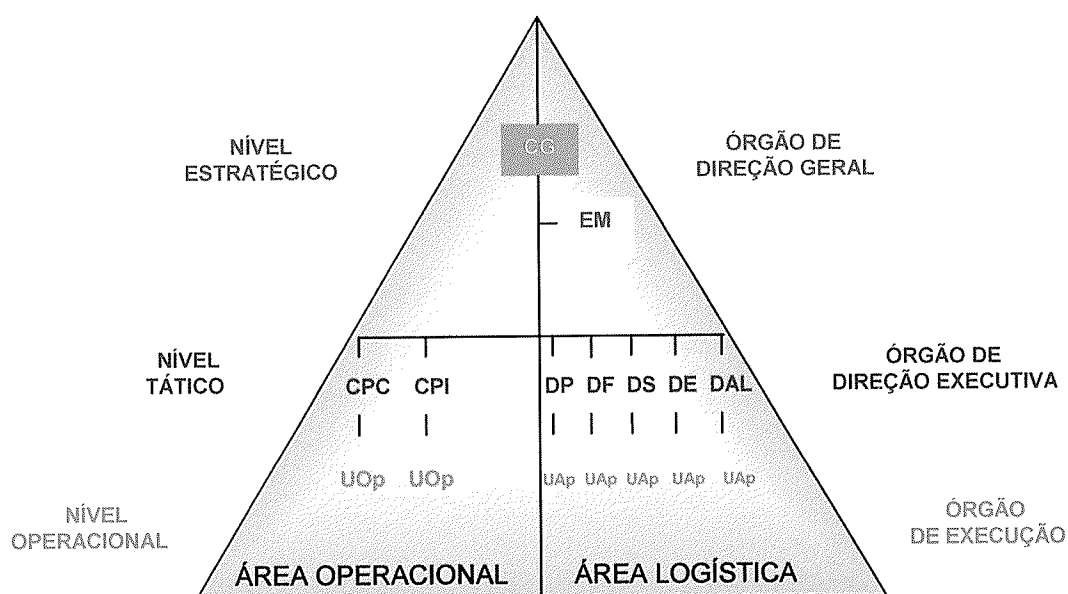 NÍVEL
ESTRATÉGICO
CG
ÓRGÃO DE
DIREÇÃO GERAL
EM
NÍVEL
TÁTICO
CPC CPI DP DF DS DE DAL
ÓRGÃO DE
DIREÇÃO EXECUTIVA
UOp UOp UAp UAp UAp UAp UAp
NÍVEL
OPERACIONAL
ÓRGÃO
DE EXECUÇÃO
ÁREA OPERACIONAL ÁREA LOGÍSTICA